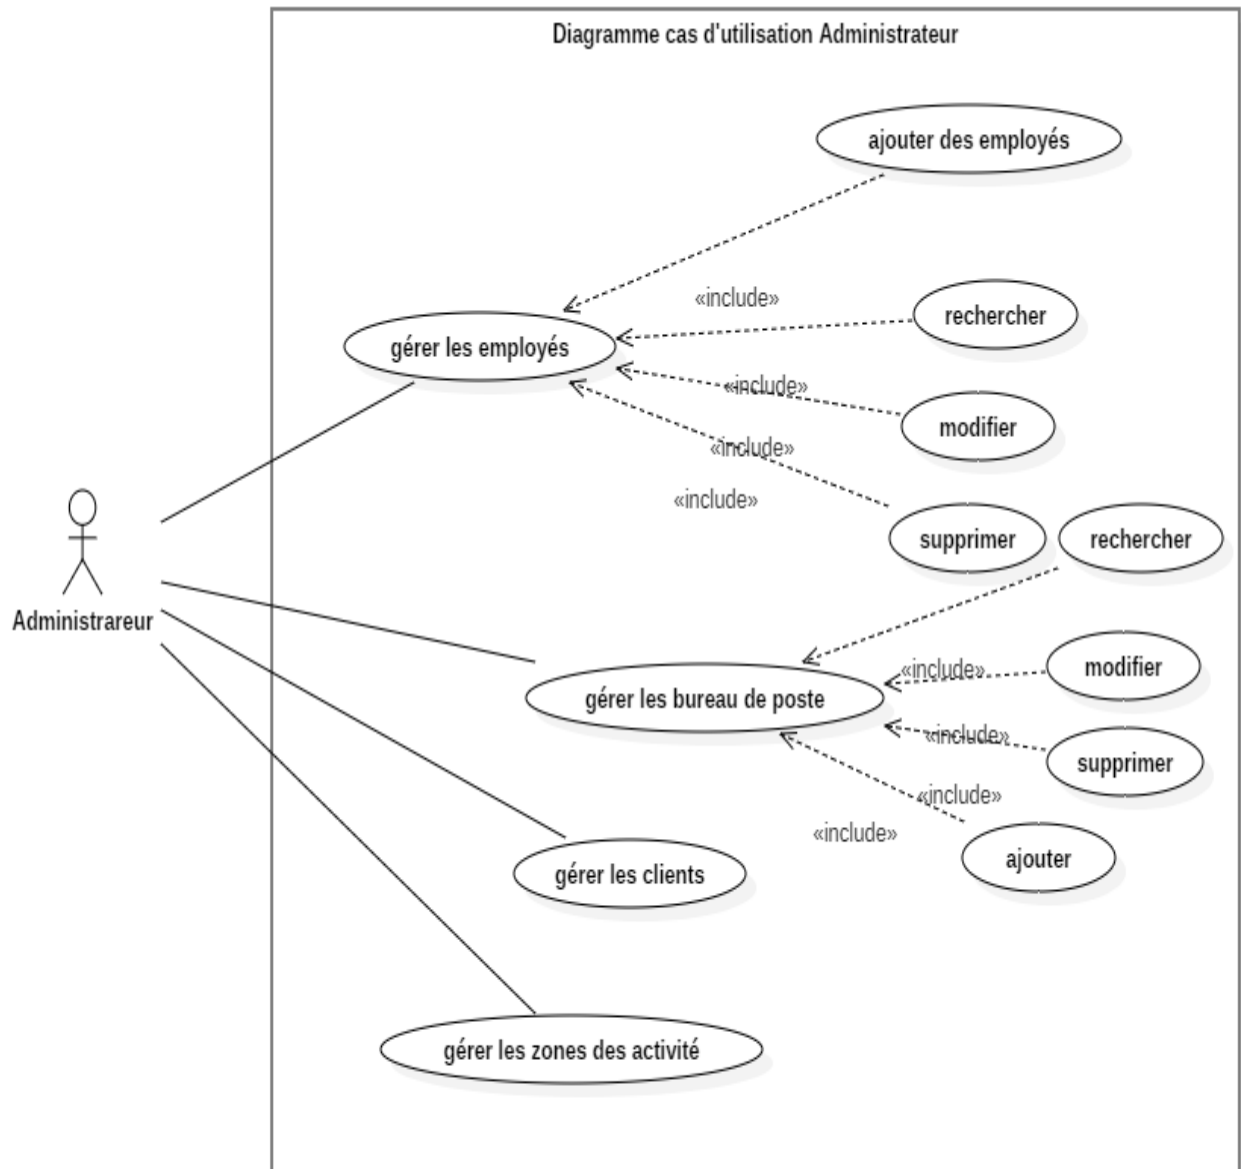 Diagramme cas d'utilisation Administrateur
ajouter des employés
«include»
rechercher
gérer les employés
«include»
modifier
«include»
«include»
supprimer
rechercher
Administrareur
«include»
modifier
gérer les bureau de poste
«include»
supprimer
«include»
«include»
ajouter
gérer les clients
gérer les zones des activité